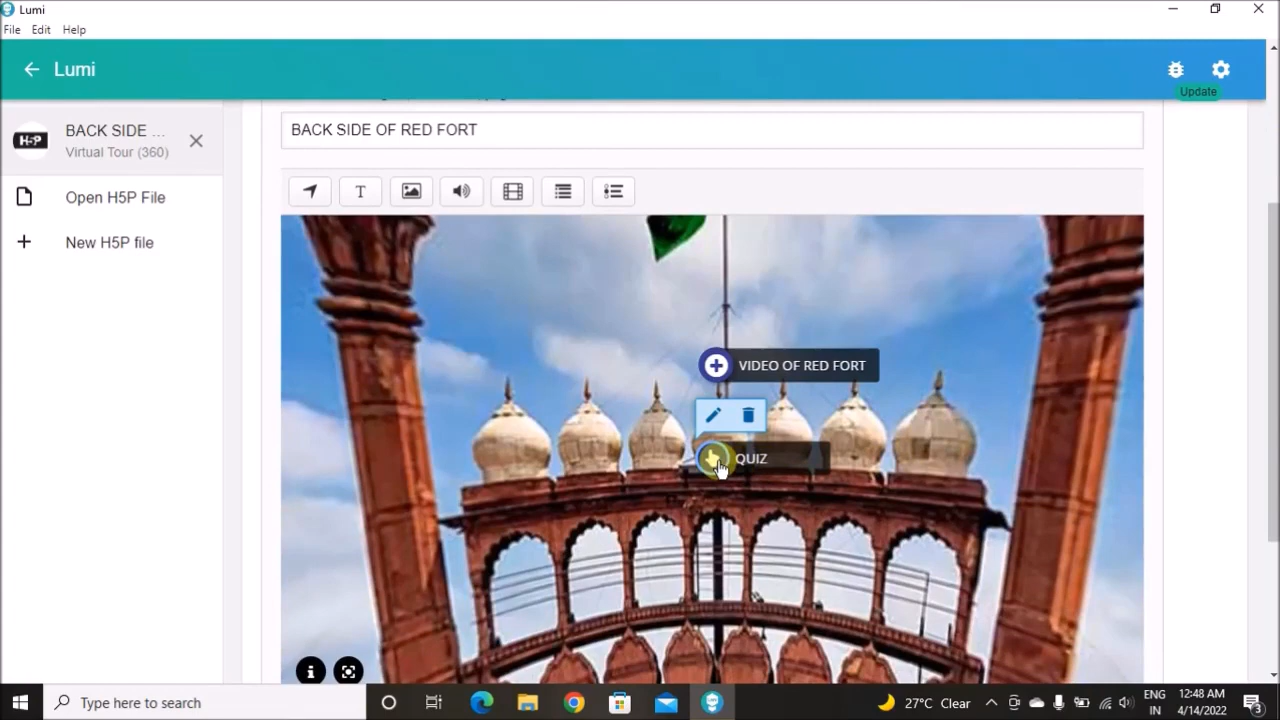 Lumi
File Edit Help
Lumi
Update
H-P
BACK SIDE ...
Virtual Tour (360)
Open H5P File
New H5P file
BACK SIDE OF RED FORT
T
VIDEO OF RED FORT
QUIZ
Type here to search
27°C Clear
ENG
IN
12:48 AM
4/14/2022
3